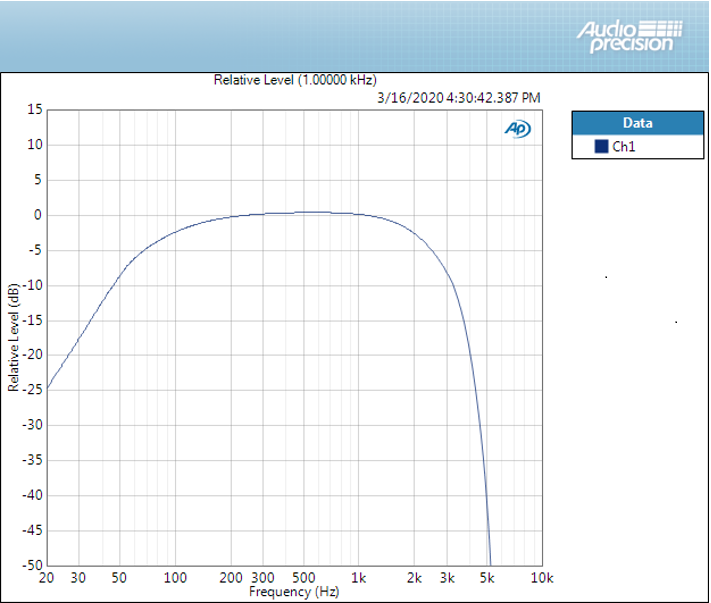 Audio
precision
Relative Level (1.00000 kHz)
3/16/2020 4:30:42.387 PM
AP
Data
Ch1
Relative Level (dB)
15
10
5
0
-5
-10
-15
-20
-25
-30
-35
-40
-45
-50
20 30 50 100 200 300 500 1k 2k 3k 5k 10k
Frequency (Hz)